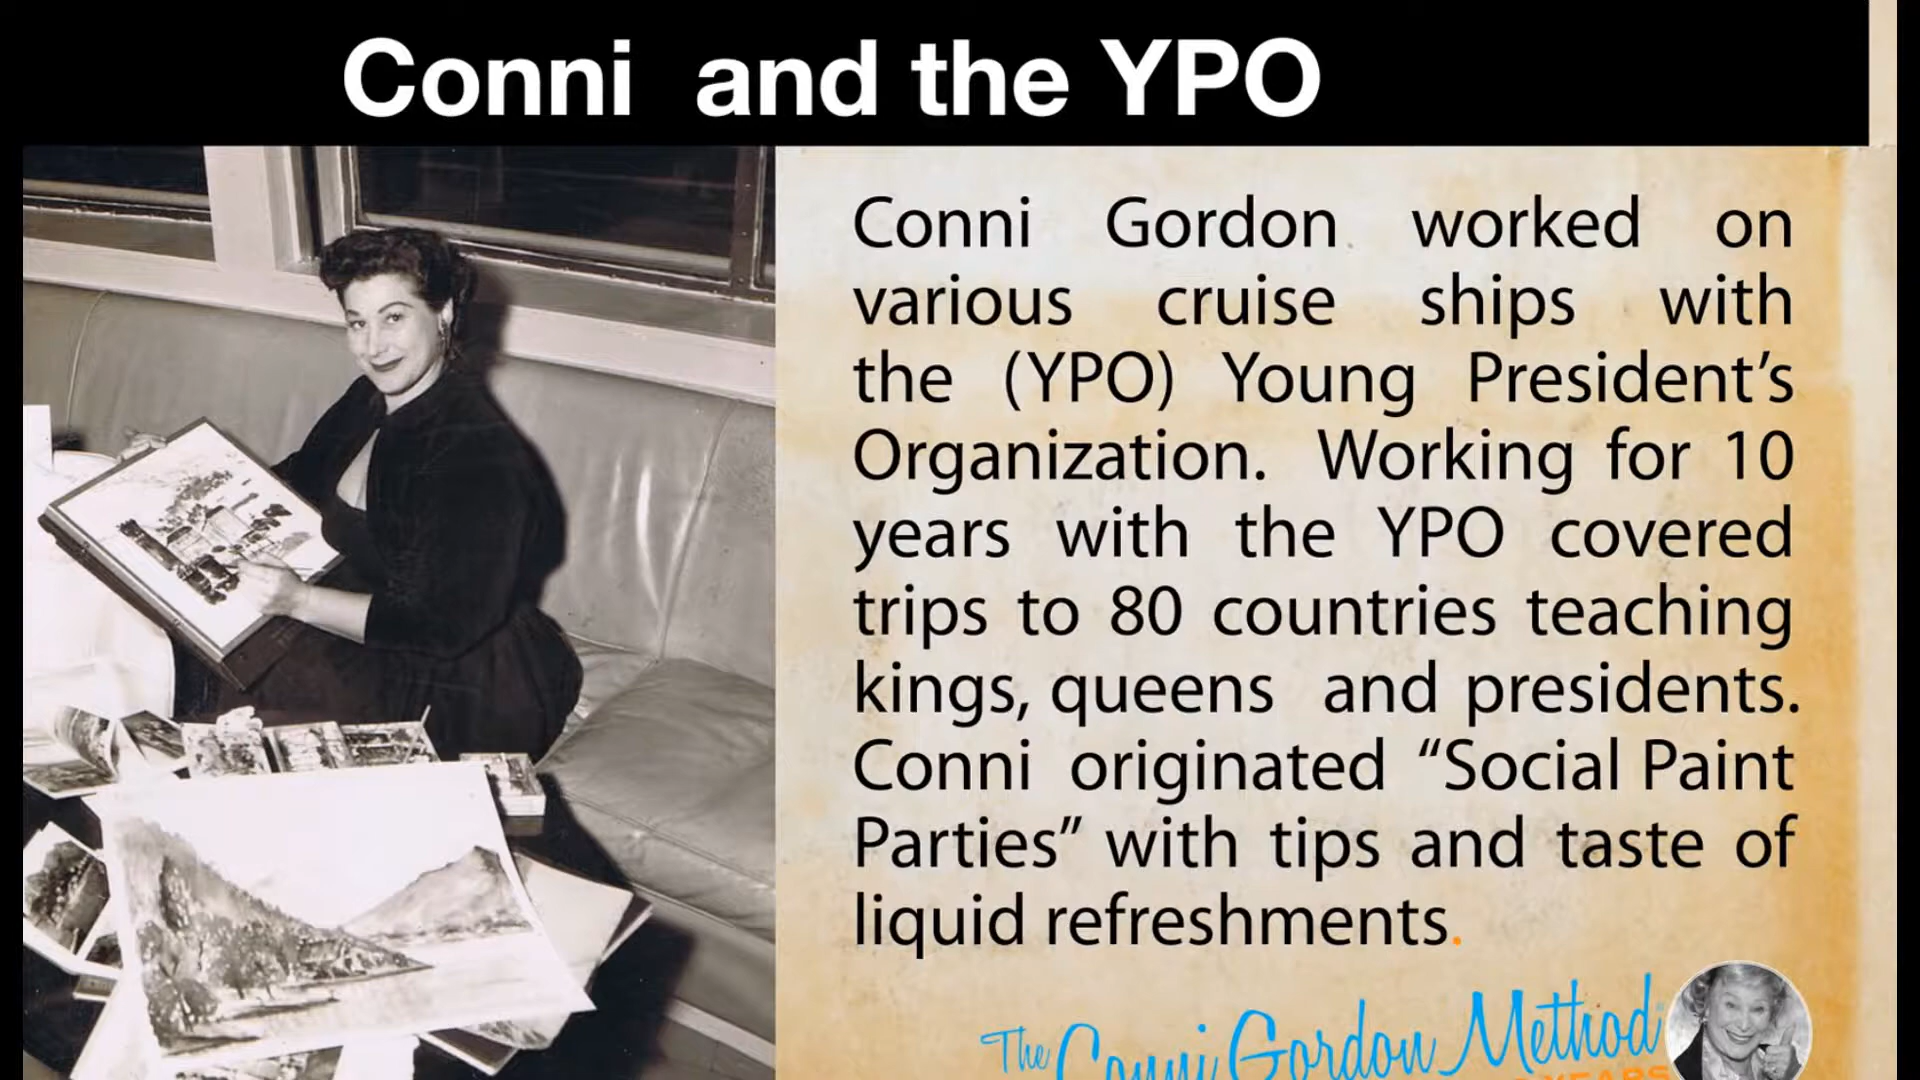 Conni and the YPO
Conni Gordon worked on
various cruise ships with
the (YPO) Young President’s
Organization. Working for 10
years with the YPO covered
trips to 80 countries teaching
kings, queens and presidents.
Conni originated “Social Paint
Parties” with tips and taste of
liquid refreshments.
The Conni Gordon Method
YEARS